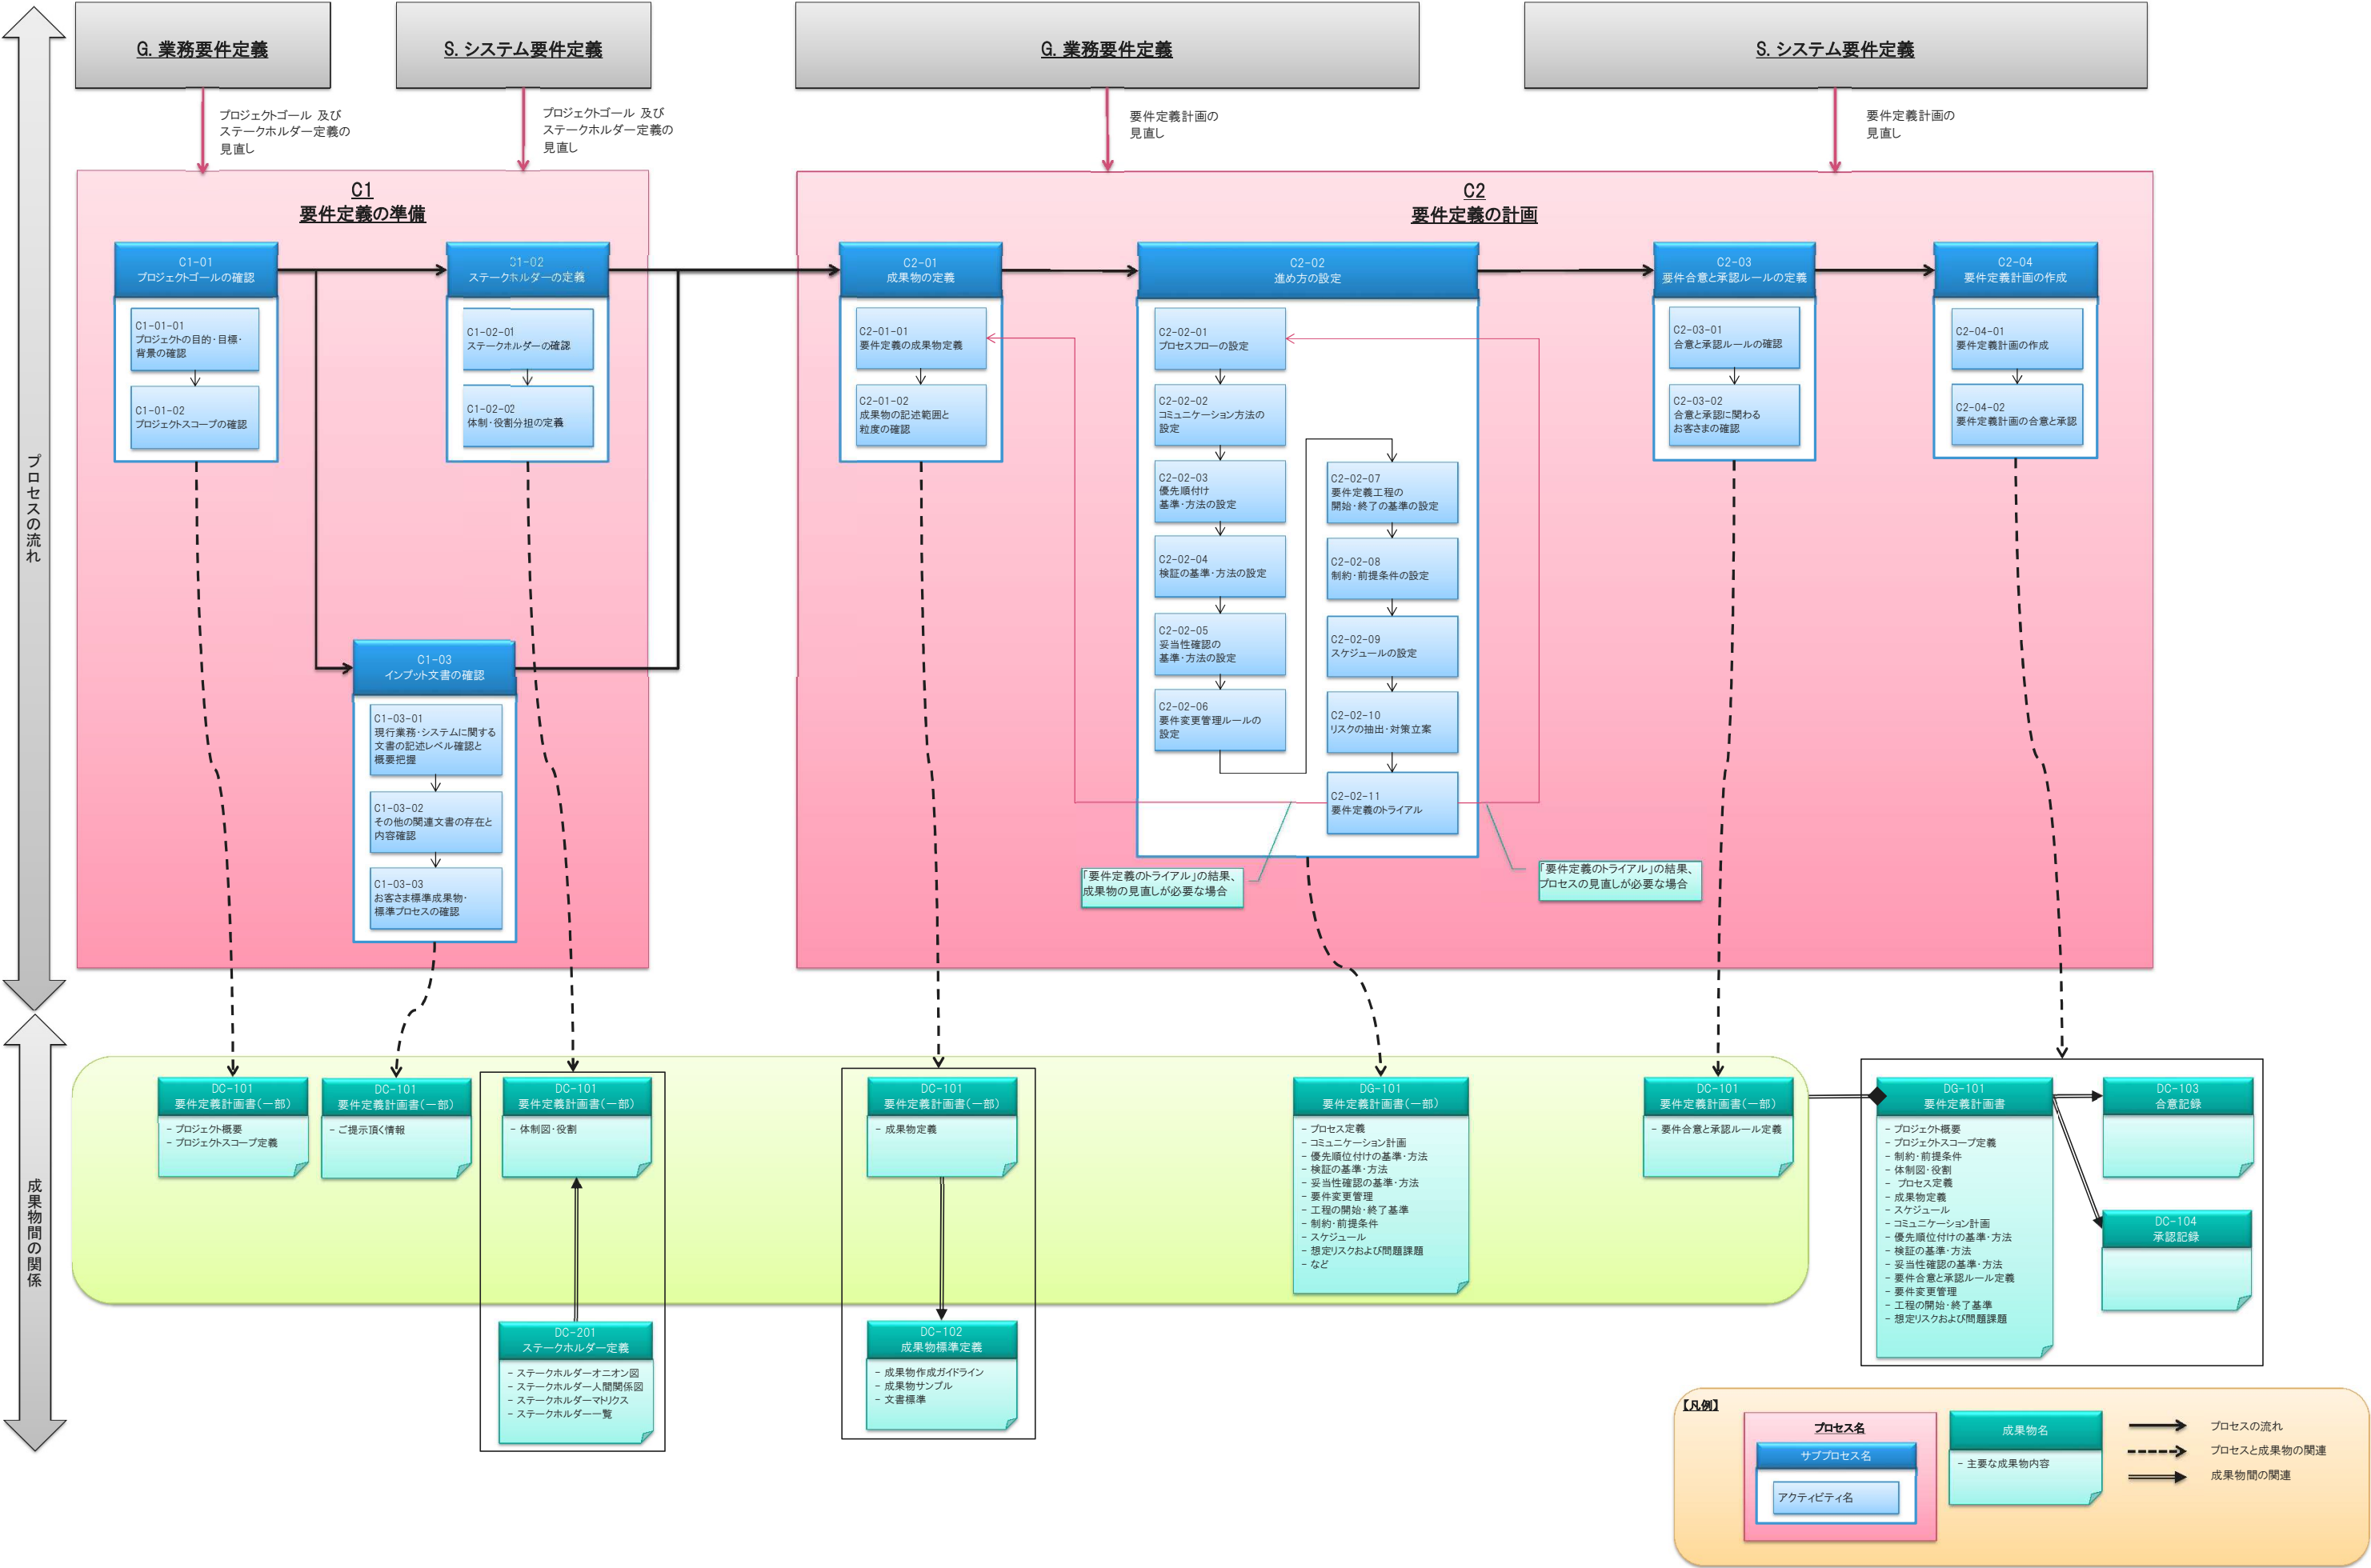 G. 業務要件定義
S. システム要件定義
G. 業務要件定義
S. システム要件定義
プロジェクトゴール 及び
ステークホルダー定義の
見直し
プロジェクトゴール 及び
ステークホルダー定義の
見直し
要件定義計画の
見直し
要件定義計画の
見直し
プロセスの流れ
C1
要件定義の準備
C1-01
プロジェクトゴールの確認
C1-01-01
プロジェクトの目的・目標・
背景の確認
C1-01-02
プロジェクトスコープの確認
C1-02
ステークホルダーの定義
C1-02-01
ステークホルダーの確認
C1-02-02
体制・役割分担の定義
C1-03
インプット文書の確認
C1-03-01
現行業務・システムに関する
文書の記述レベル確認と
概要把握
C1-03-02
その他の関連文書の存在と
内容確認
C1-03-03
お客さま標準成果物・
標準プロセスの確認
C2
要件定義の計画
C2-01
成果物の定義
C2-01-01
要件定義の成果物定義
C2-01-02
成果物の記述範囲と
粒度の確認
C2-02
進め方の設定
C2-02-01
プロセスフローの設定
C2-02-02
コミュニケーション方法の
設定
C2-02-03
優先順付け
基準・方法の設定
C2-02-04
検証の基準・方法の設定
C2-02-05
妥当性確認の
基準・方法の設定
C2-02-06
要件変更管理ルールの
設定
C2-02-07
要件定義工程の
開始・終了の基準の設定
C2-02-08
制約・前提条件の設定
C2-02-09
スケジュールの設定
C2-02-10
リスクの抽出・対策立案
C2-02-11
要件定義のトライアル
「要件定義のトライアル」の結果、
成果物の見直しが必要な場合
「要件定義のトライアル」の結果、
プロセスの見直しが必要な場合
C2-03
要件合意と承認ルールの定義
C2-03-01
合意と承認ルールの確認
C2-03-02
合意と承認に関わる
お客さまの確認
C2-04
要件定義計画の作成
C2-04-01
要件定義計画の作成
C2-04-02
要件定義計画の合意と承認
成果物間の関係
DC-101
要件定義計画書(一部)
- プロジェクト概要
- プロジェクトスコープ定義
DC-101
要件定義計画書(一部)
- ご提示頂く情報
DC-101
要件定義計画書(一部)
- 体制図・役割
DC-201
ステークホルダー定義
- ステークホルダーオニオン図
- ステークホルダー人間関係図
- ステークホルダーマトリクス
- ステークホルダー一覧
DC-101
要件定義計画書(一部)
- 成果物定義
DC-102
成果物標準定義
- 成果物作成ガイドライン
- 成果物サンプル
- 文書標準
DG-101
要件定義計画書(一部)
- プロセス定義
- コミュニケーション計画
- 優先順位付けの基準・方法
- 検証の基準・方法
- 妥当性確認の基準・方法
- 要件変更管理
- 工程の開始・終了基準
- 制約・前提条件
- スケジュール
- 想定リスクおよび問題課題
- など
DC-101
要件定義計画書(一部)
- 要件合意と承認ルール定義
DG-101
要件定義計画書
- プロジェクト概要
- プロジェクトスコープ定義
- 制約・前提条件
- 体制図・役割
- プロセス定義
- 成果物定義
- スケジュール
- コミュニケーション計画
- 優先順位付けの基準・方法
- 検証の基準・方法
- 妥当性確認の基準・方法
- 要件合意と承認ルール定義
- 要件変更管理
- 工程の開始・終了基準
- 想定リスクおよび問題課題
DC-103
合意記録
DC-104
承認記録
【凡例】
プロセス名
サブプロセス名
アクティビティ名
成果物名
- 主要な成果物内容
プロセスの流れ
プロセスと成果物の関連
成果物間の関連